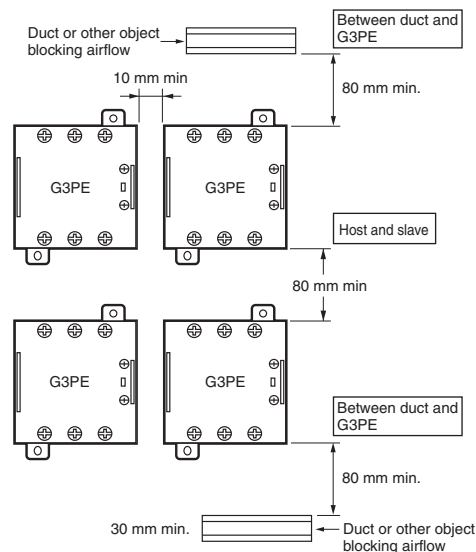 Between duct and
G3PE
Duct or other object
blocking airflow
10 mm min
80 mm min.
G3PE
G3PE
Host and slave
80 mm min
G3PE
G3PE
Between duct and
G3PE
80 mm min.
30 mm min.
Duct or other object
blocking airflow